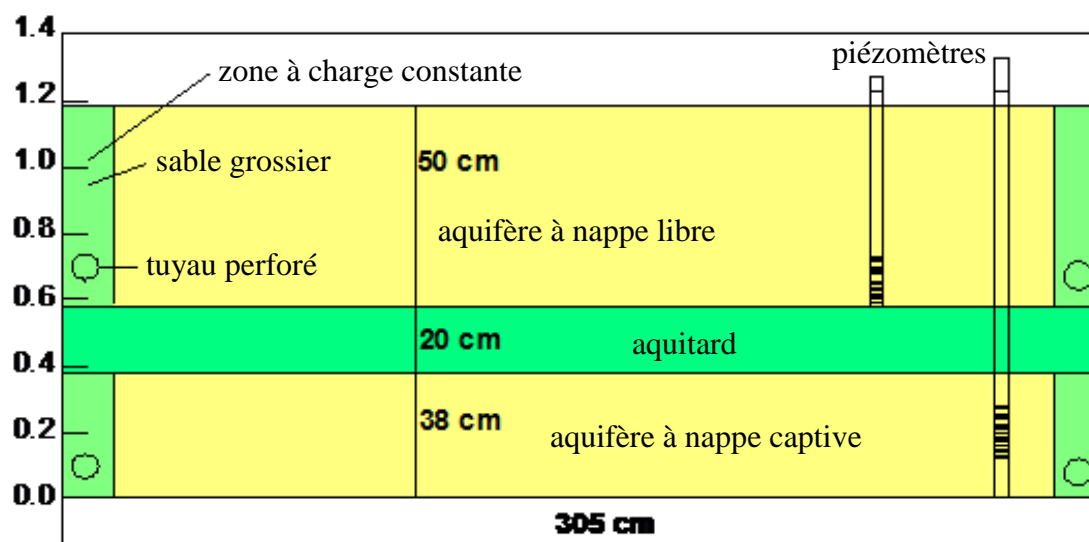 1.4
piézomètres
zone à charge constante
1.2
1.0
sable grossier
50 cm
0.8
aquifère à nappe libre
tuyau perforé
0.6
20 cm
aquitard
0.4
38 cm
aquifère à nappe captive
0.2
0.0
305 cm